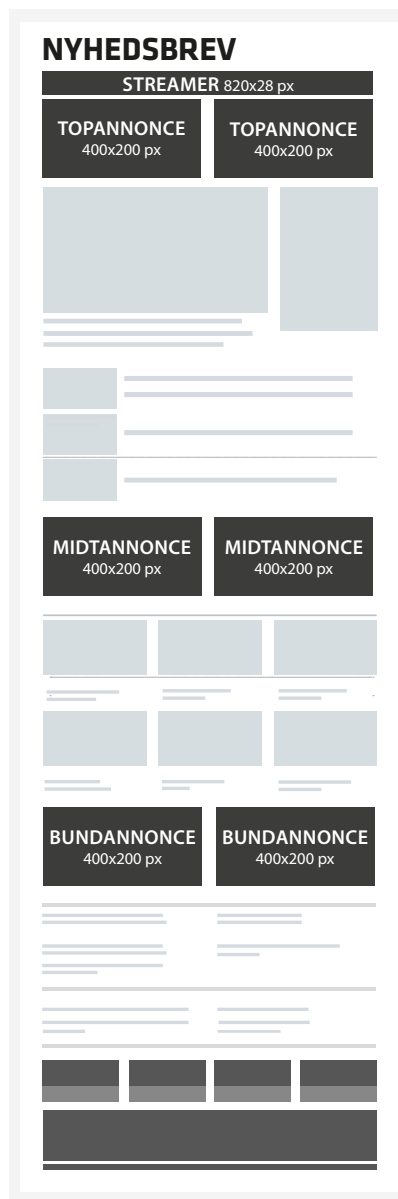 NYHEDSBREV
STREAMER 820x28 px
TOPANNONCE
400x200 px
TOPANNONCE
400x200 px
MIDTANNONCE
400x200 px
MIDTANNONCE
400x200 px
BUNDANNONCE
400x200 px
BUNDANNONCE
400x200 px